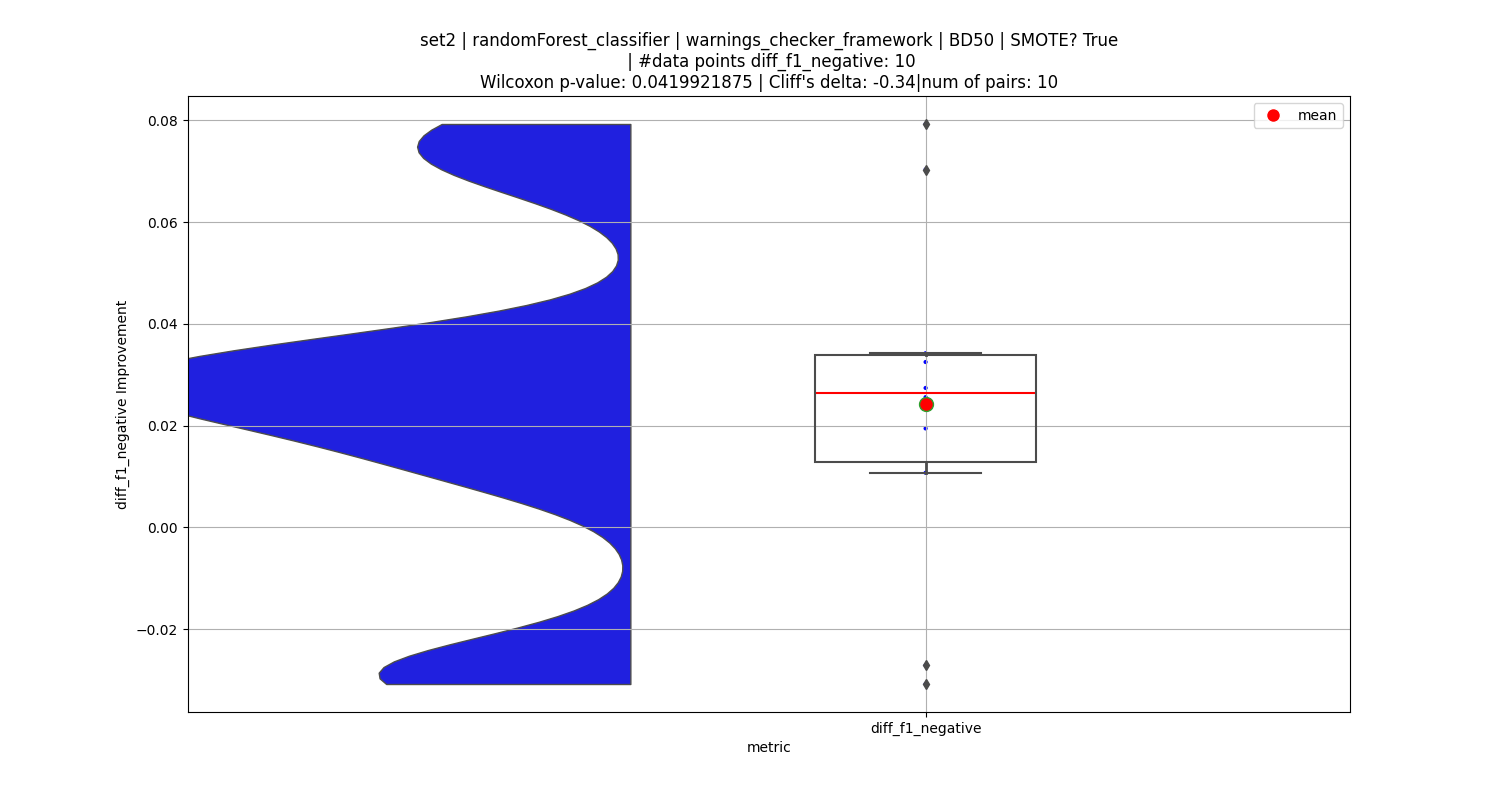 set2 | randomForest_classifier | warnings_checker_framework | BD50 | SMOTE? True
| #data points diff_f1_negative: 10
Wilcoxon p-value: 0.0419921875 | Cliff's delta: -0.34|num of pairs: 10
mean
0.08
0.06
0.04
0.02
0.00
−0.02
diff_f1_negative Improvement
diff_f1_negative
metric